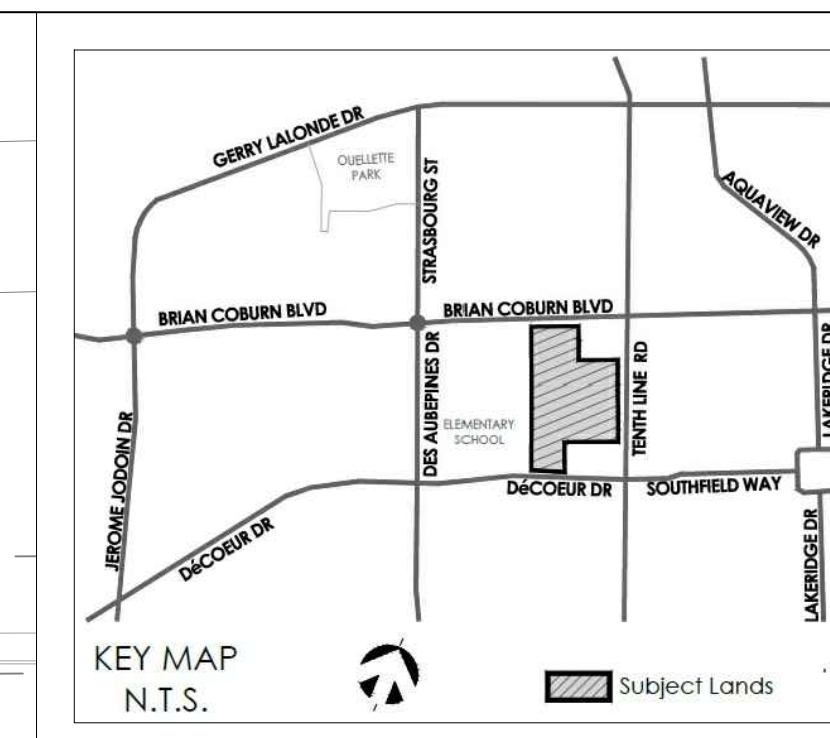 GERRY LALONDE DR
OUELLETTE
PARK
STRASBOURG ST
AQUAVIEW DR
BRIAN COBURN BLVD
BRIAN COBURN BLVD
DES AUBEPINES DR
ELEMENTARY
SCHOOL
TENTH LINE RD
LAKERIDGE DR
JEROME JODOIN DR
DéCOEUR DR
DéCOEUR DR
SOUTHFIELD WAY
LAKERIDGE DR
KEY MAP
N.T.S.
Subject Lands